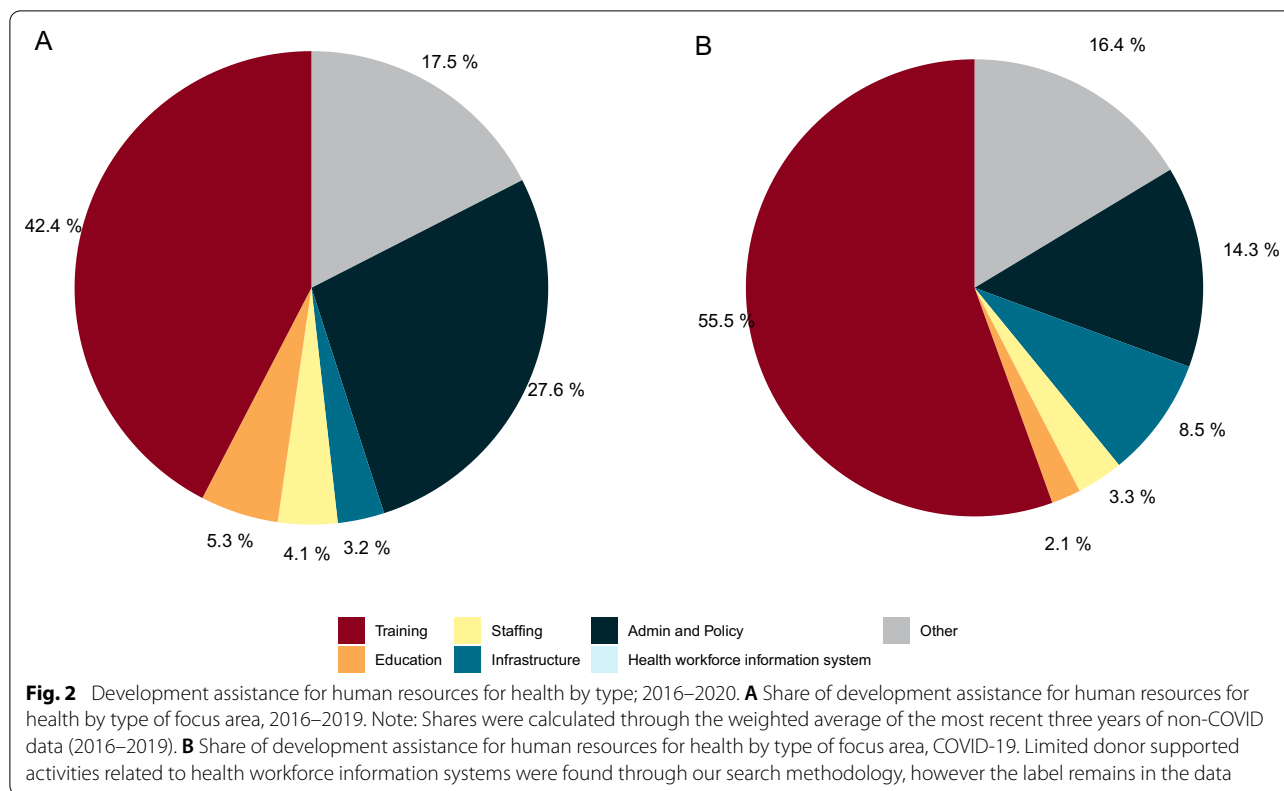 A
B
17.5 %
16.4 %
42.4 %
14.3 %
55.5 %
27.6 %
8.5 %
3.3 %
5.3 %
4.1 %
3.2 %
2.1 %
Training
Staffing
Admin and Policy
Other
Education
Infrastructure
Health workforce information system
Fig. 2 Development assistance for human resources for health by type; 2016–2020. A Share of development assistance for human resources for
health by type of focus area, 2016–2019. Note: Shares were calculated through the weighted average of the most recent three years of non-COVID
data (2016–2019). B Share of development assistance for human resources for health by type of focus area, COVID-19. Limited donor supported
activities related to health workforce information systems were found through our search methodology, however the label remains in the data